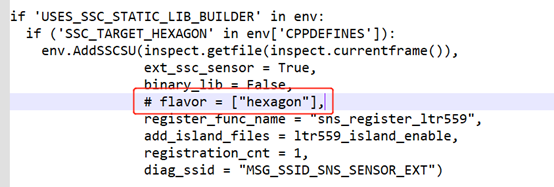 if 'USES_SSC_STATIC_LIB_BUILDER' in env:
  if ('SSC_TARGET_HEXAGON' in env['CPPDEFINES']):
    env.AddSSCSU(inspect.getfile(inspect.currentframe()),
                 ext_ssc_sensor = True,
                 binary_lib = False,
                 # flavor = ["hexagon"],
                 register_func_name = "sns_register_ltr559",
                 add_island_files = ltr559_island_enable,
                 registration_cnt = 1,
                 diag_ssid = "MSG_SSID_SNS_SENSOR_EXT")